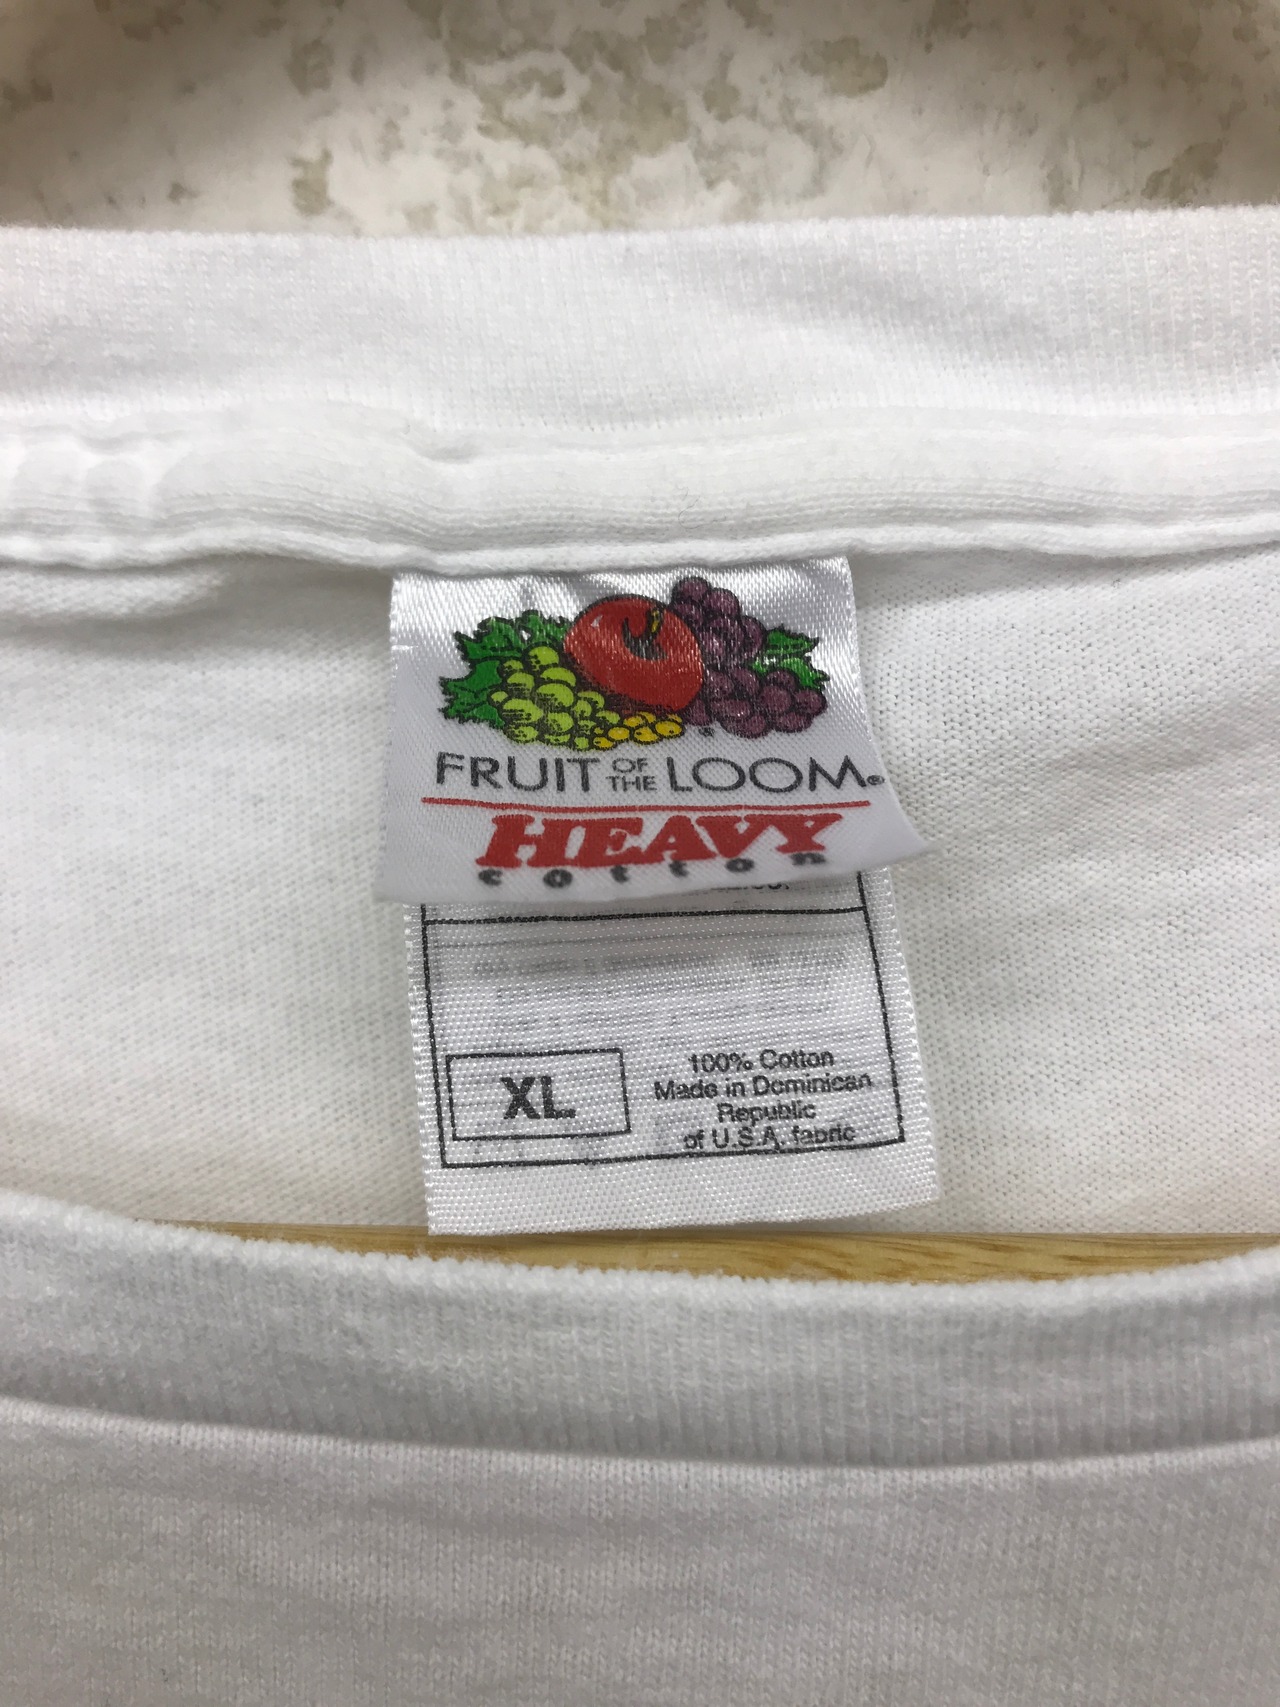 FRUIT OF THE LOOM®
HEAVY
cotton
XL
100% Cotton
Made in Dominican
Republic
of U.S.A. fabric